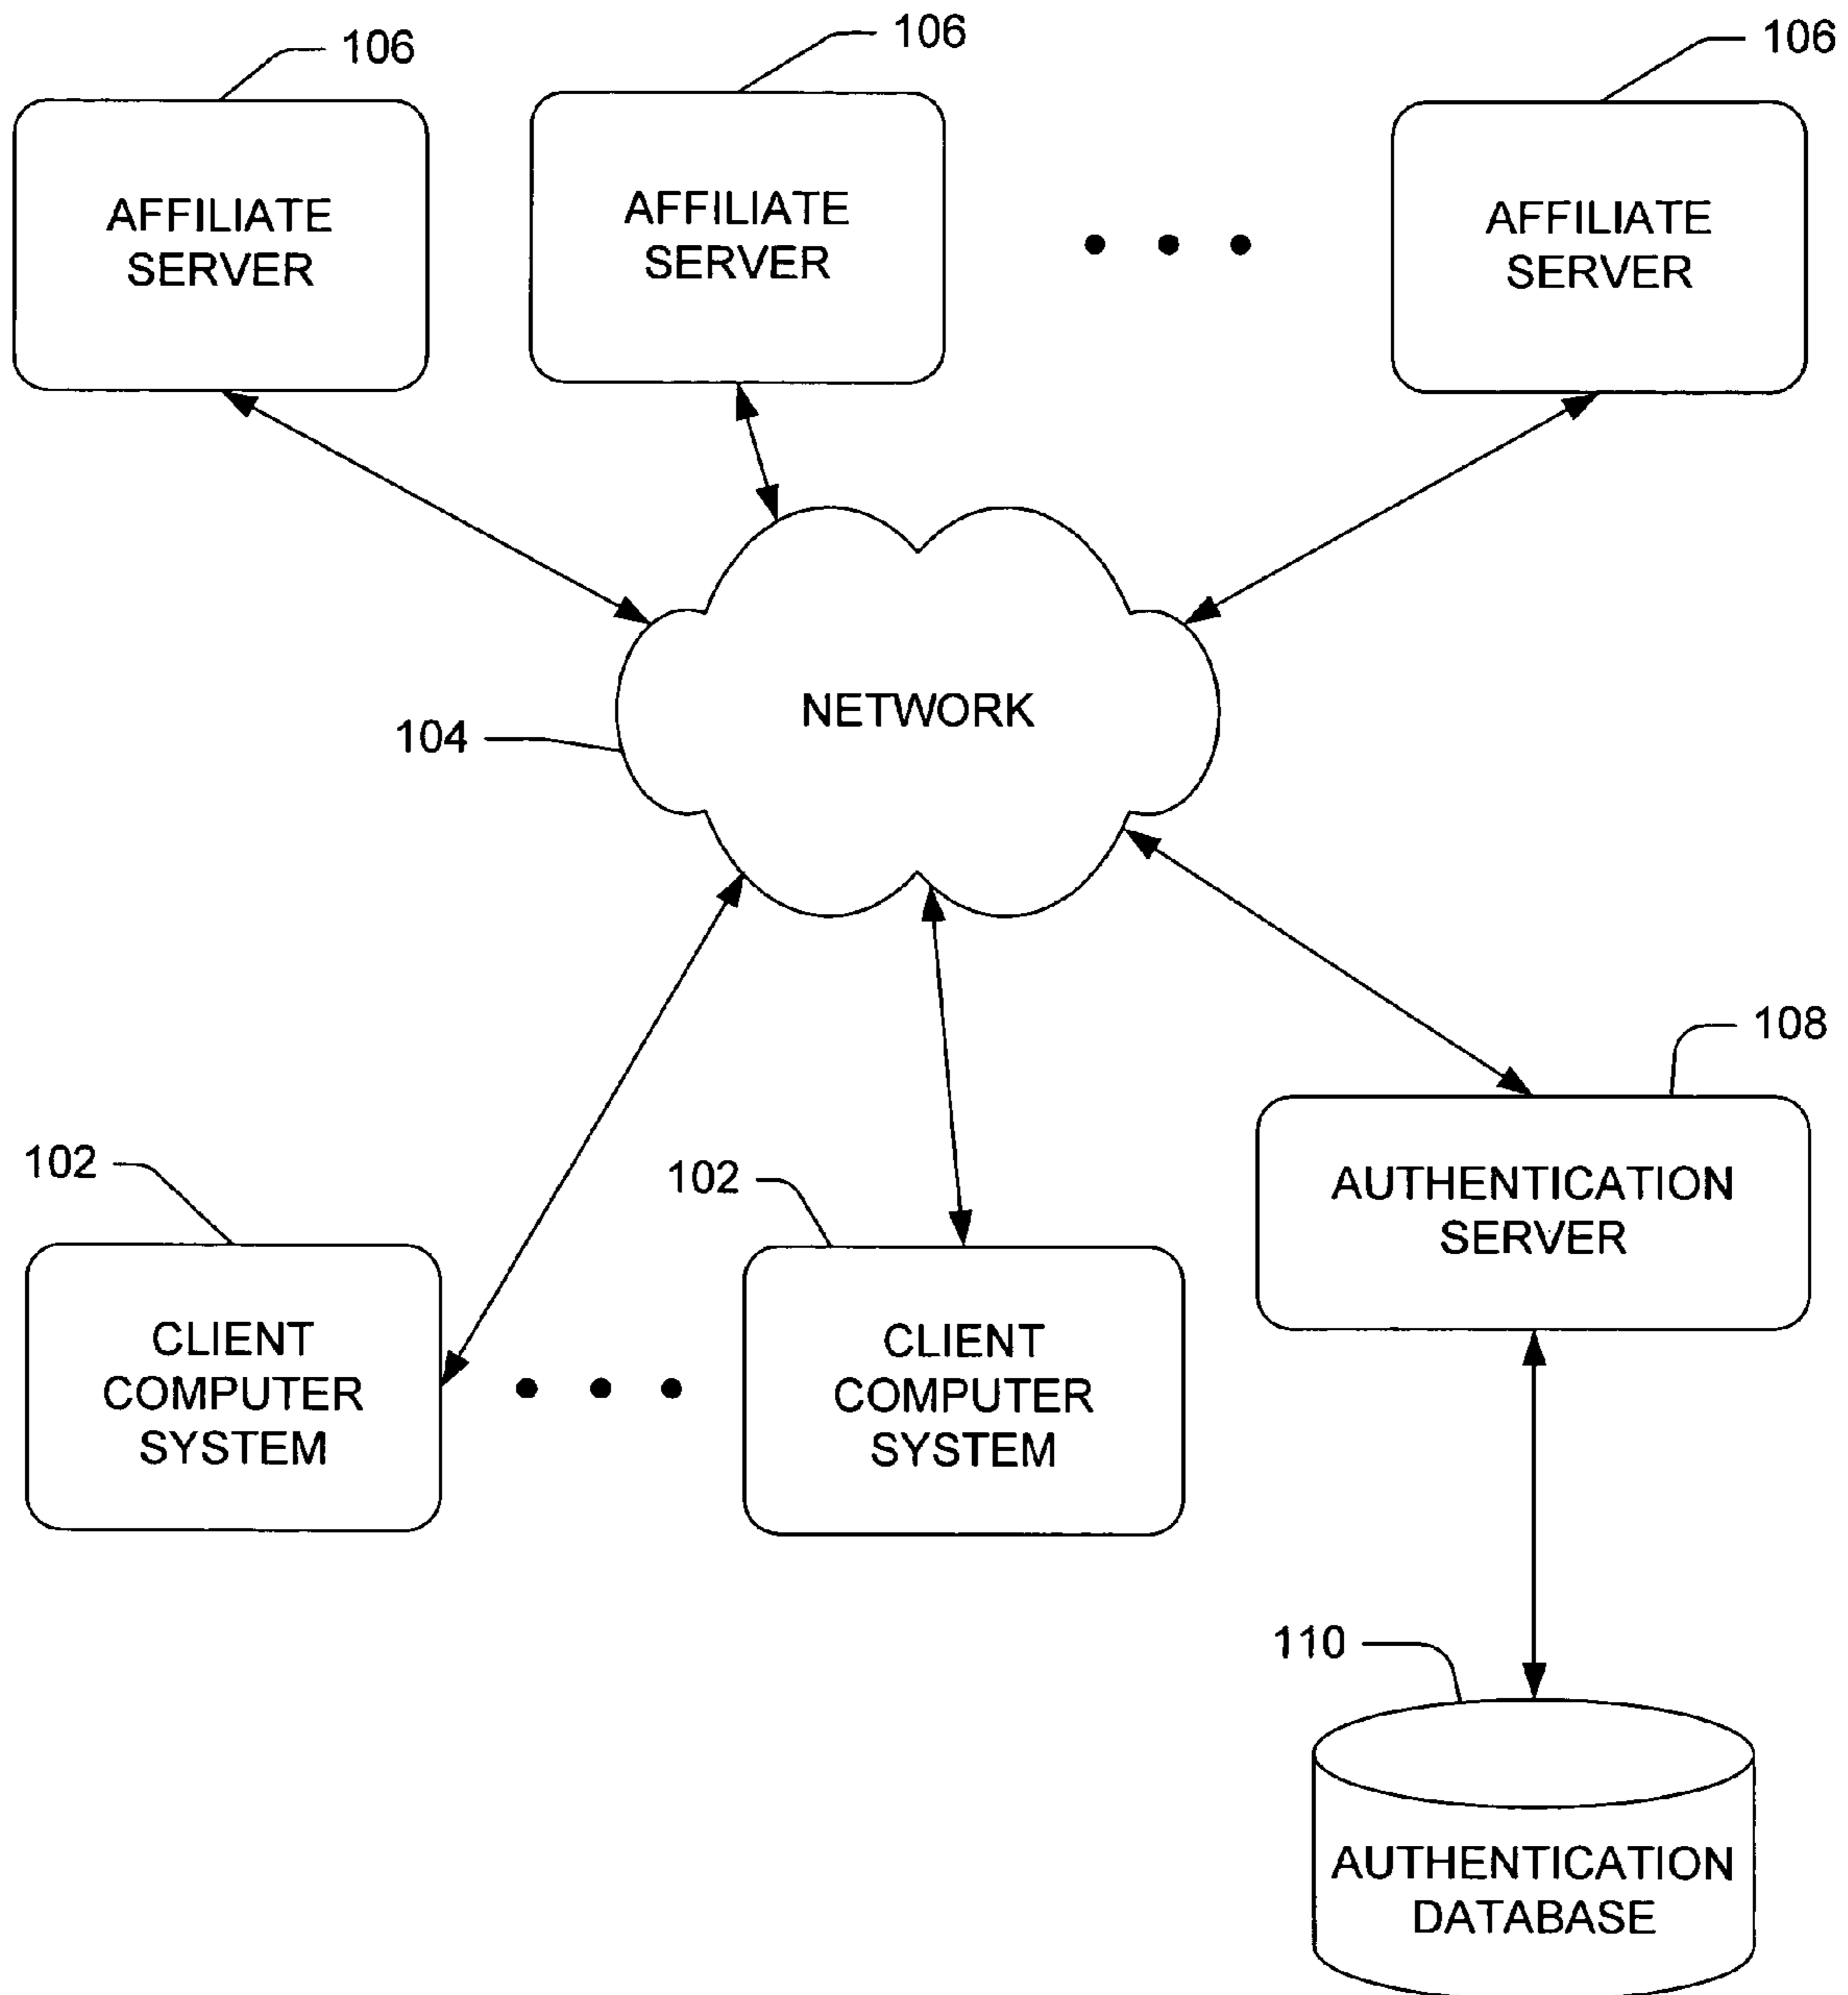 106
106
106
AFFILIATE
SERVER
AFFILIATE
SERVER
AFFILIATE
SERVER
NETWORK
104
108
102
102
AUTHENTICATION
SERVER
CLIENT
COMPUTER
SYSTEM
CLIENT
COMPUTER
SYSTEM
110
AUTHENTICATION
DATABASE